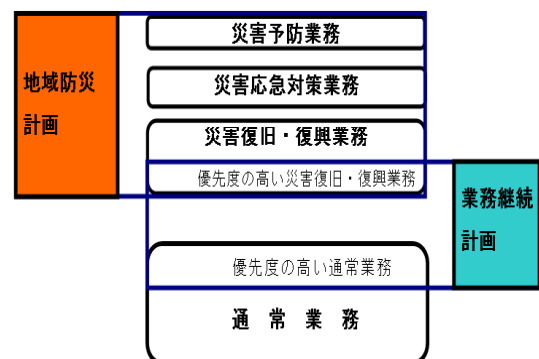 地域防災
計画
災害予防業務
災害応急対策業務
災害復旧・復興業務
優先度の高い災害復旧・復興業務
業務継続
計画
優先度の高い通常業務
通常業務